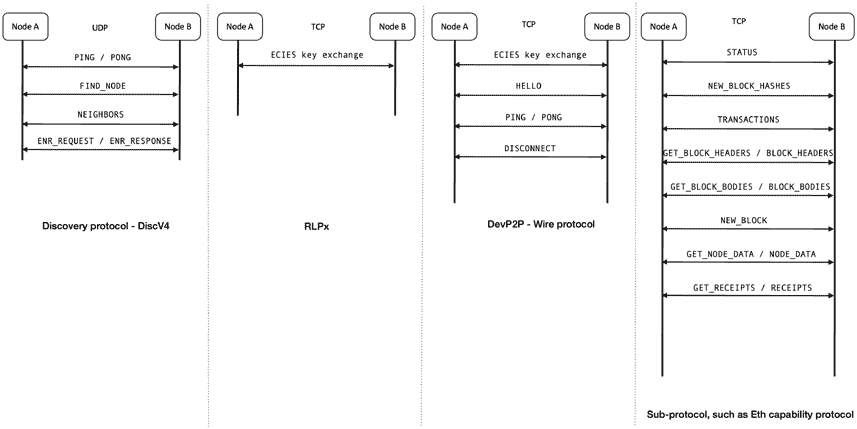 Node A
UDP
Node B
PING / PONG
FIND_NODE
NEIGHBORS
ENR_REQUEST / ENR_RESPONSE
Discovery protocol - DiscV4
Node A
TCP
Node B
ECIES key exchange
RLPx
Node A
TCP
Node B
ECIES key exchange
HELLO
PING / PONG
DISCONNECT
DevP2P - Wire protocol
Node A
TCP
Node B
STATUS
NEW_BLOCK_HASHES
TRANSACTIONS
GET_BLOCK_HEADERS / BLOCK_HEADERS
GET_BLOCK_BODIES / BLOCK_BODIES
NEW_BLOCK
GET_NODE_DATA / NODE_DATA
GET_RECEIPTS / RECEIPTS
Sub-protocol, such as Eth capability protocol